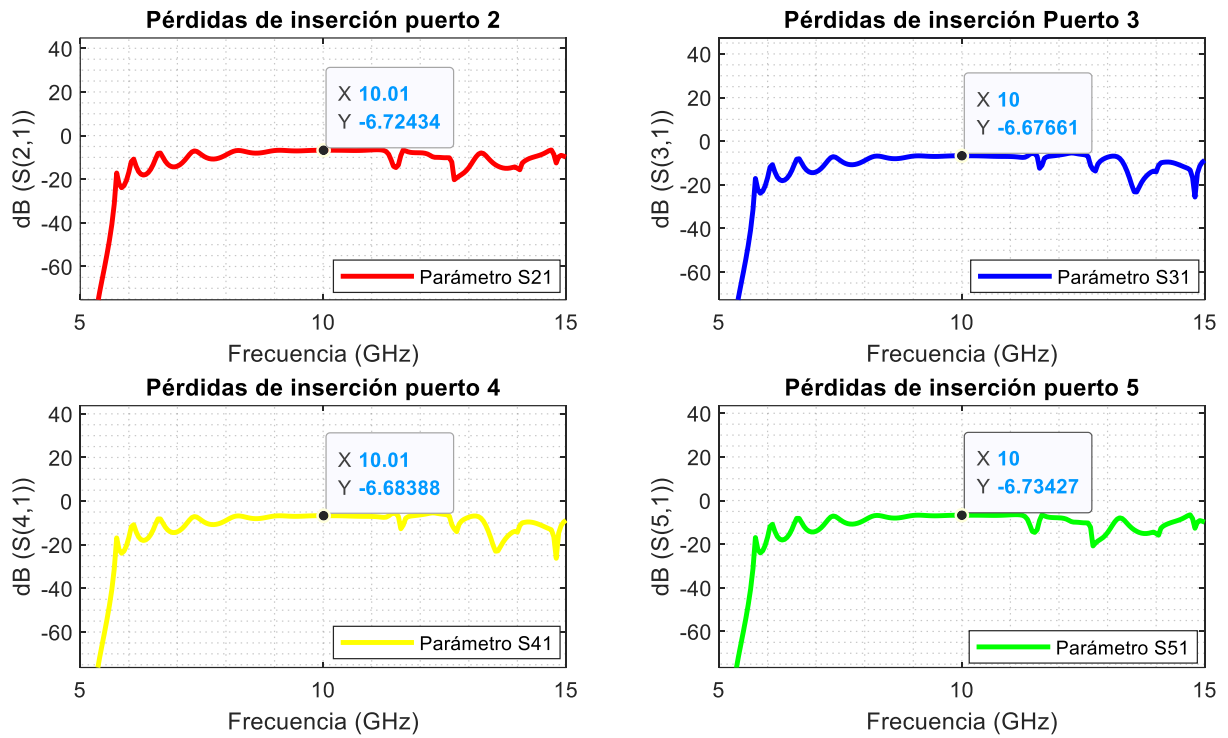 Pérdidas de inserción puerto 2
dB (S(2,1))
40
20
0
-20
-40
-60
X 10.01
Y -6.72434
Parámetro S21
5
10
15
Frecuencia (GHz)
Pérdidas de inserción Puerto 3
dB (S(3,1))
40
20
0
-20
-40
-60
X 10
Y -6.67661
Parámetro S31
5
10
15
Frecuencia (GHz)
Pérdidas de inserción puerto 4
dB (S(4,1))
40
20
0
-20
-40
-60
X 10.01
Y -6.68388
Parámetro S41
5
10
15
Frecuencia (GHz)
Pérdidas de inserción puerto 5
dB (S(5,1))
40
20
0
-20
-40
-60
X 10
Y -6.73427
Parámetro S51
5
10
15
Frecuencia (GHz)